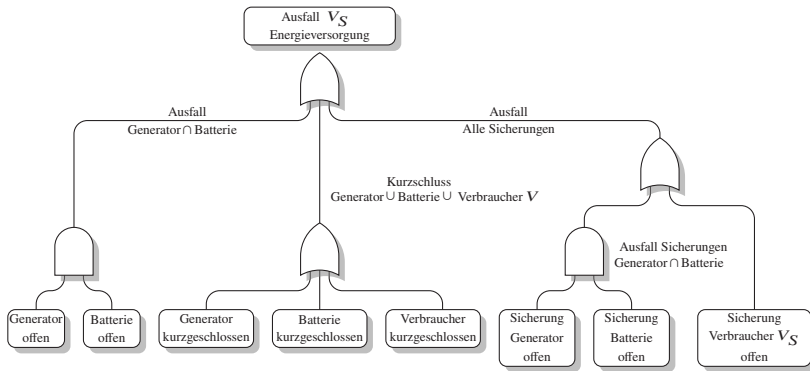 Ausfall V_S
Energieversorgung
Ausfall
Generator ∩ Batterie
Ausfall
Alle Sicherungen
Kurzschluss
Generator ∪ Batterie ∪ Verbraucher V
Ausfall Sicherungen
Generator ∩ Batterie
Generator
offen
Batterie
offen
Generator
kurzgeschlossen
Batterie
kurzgeschlossen
Verbraucher
kurzgeschlossen
Sicherung
Generator
offen
Sicherung
Batterie
offen
Sicherung
Verbraucher V_S
offen